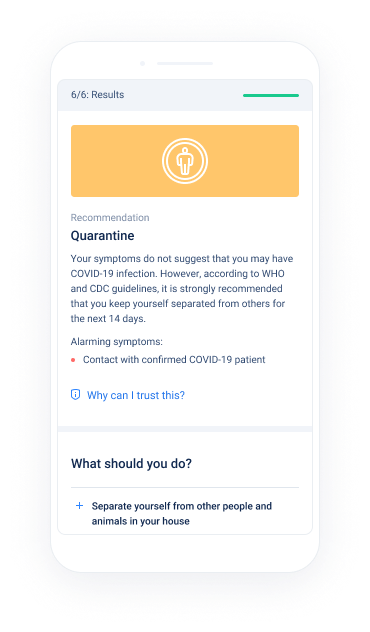 6/6: Results
Recommendation
Quarantine
Your symptoms do not suggest that you may have
COVID-19 infection. However, according to WHO
and CDC guidelines, it is strongly recommended
that you keep yourself separated from others for
the next 14 days.
Alarming symptoms:
Contact with confirmed COVID-19 patient
Why can I trust this?
What should you do?
Separate yourself from other people and
animals in your house